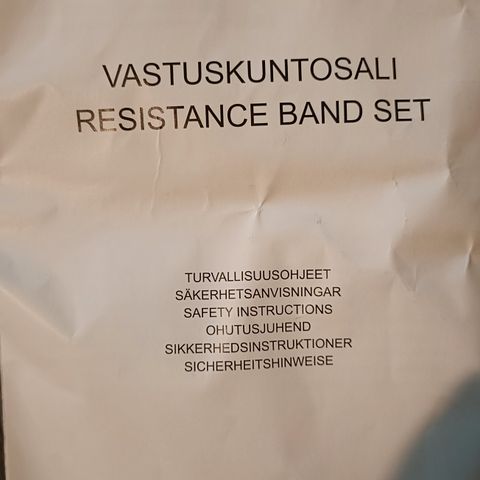 VASTUSKUNTOSALI
RESISTANCE BAND SET
TURVALLISUUSOHJEET
SÄKERHETSANVISNINGAR
SAFETY INSTRUCTIONS
OHUTUSJUHEND
SIKKERHEDSINSTRUKTIONER
SICHERHEITSHINWEISE